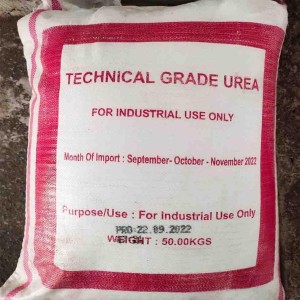 TECHNICAL GRADE UREA
FOR INDUSTRIAL USE ONLY
Month Of Import : September- October - November 2022
Purpose/Use : For Industrial Use Only
PRO 22.09.2022
WEIGHT : 50.00KGS